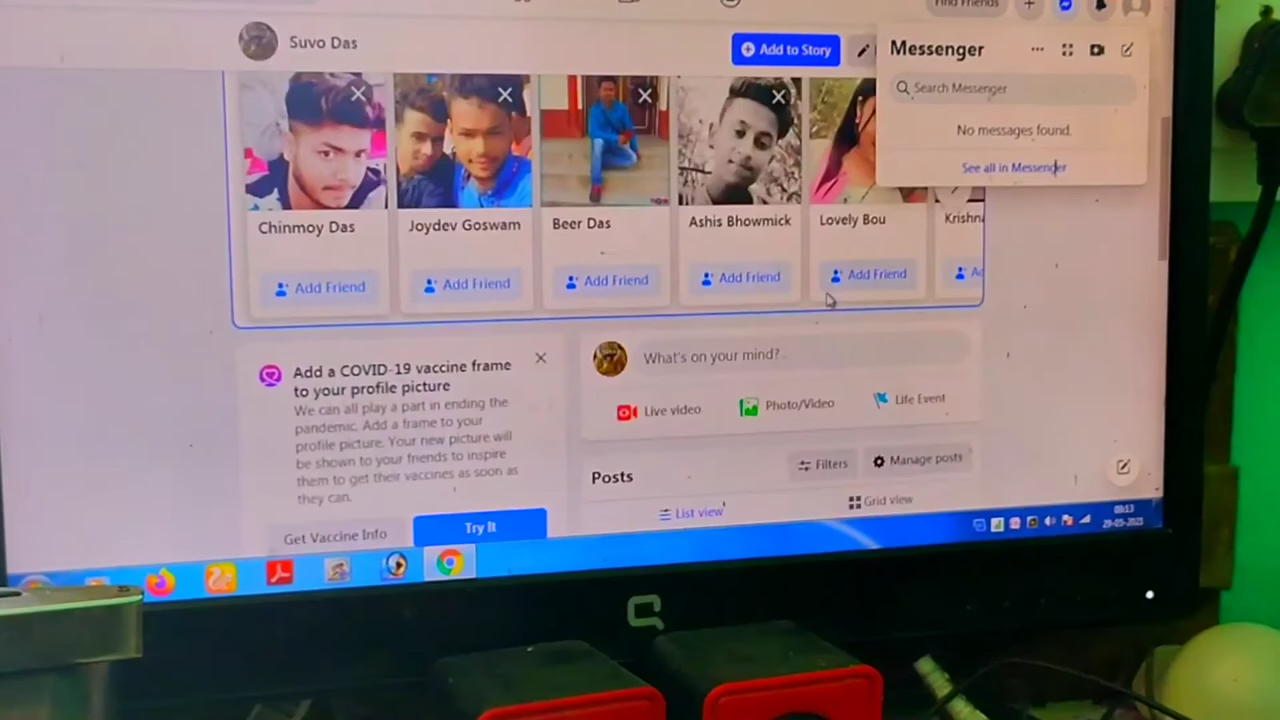 Find Friends
Suvo Das
Add to Story
Messenger
Search Messenger
No messages found.
See all in Messenger
Chinmoy Das
Joydev Goswam
Beer Das
Ashis Bhowmick
Lovely Bou
Krishn
Add Friend
Add Friend
Add Friend
Add Friend
Add Friend
Ad
Add a COVID-19 vaccine frame
to your profile picture
We can all play a part in ending the
pandemic. Add a frame to your
profile picture. Your new picture will
be shown to your friends to inspire
them to get their vaccines as soon as
they can.
Get Vaccine Info
Try It
What's on your mind?
Live video
Photo/Video
Life Event
Posts
Filters
Manage posts
List view
Grid view